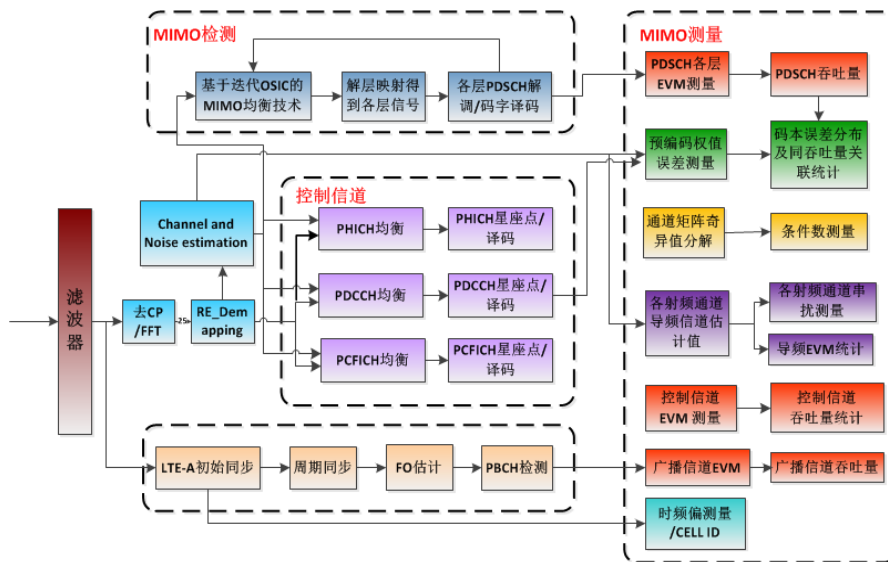 MIMO检测
基于迭代OSIC的
MIMO均衡技术
解层映射得
到各层信号
各层PDSCH解
调/码字译码
MIMO测量
PDSCH各层
EVM测量
PDSCH吞吐量
预编码权值
误差测量
码本误差分布
及同吞吐量关
联统计
通道矩阵奇
异值分解
条件数测量
各射频通道
导频信道估
计值
各射频通道串
扰测量
导频EVM统计
控制信道
EVM 测量
控制信道
吞吐量统计
广播信道EVM
广播信道吞吐量
时频偏测量
/CELL ID
控制信道
PHICH均衡
PHICH星座点/
译码
PDCCH均衡
PDCCH星座点/
译码
PCFICH均衡
PCFICH星座点/
译码
Channel and
Noise estimation
滤波器
去CP
/FFT
25
RE_Dem
apping
LTE-A初始同步
周期同步
FO估计
PBCH检测